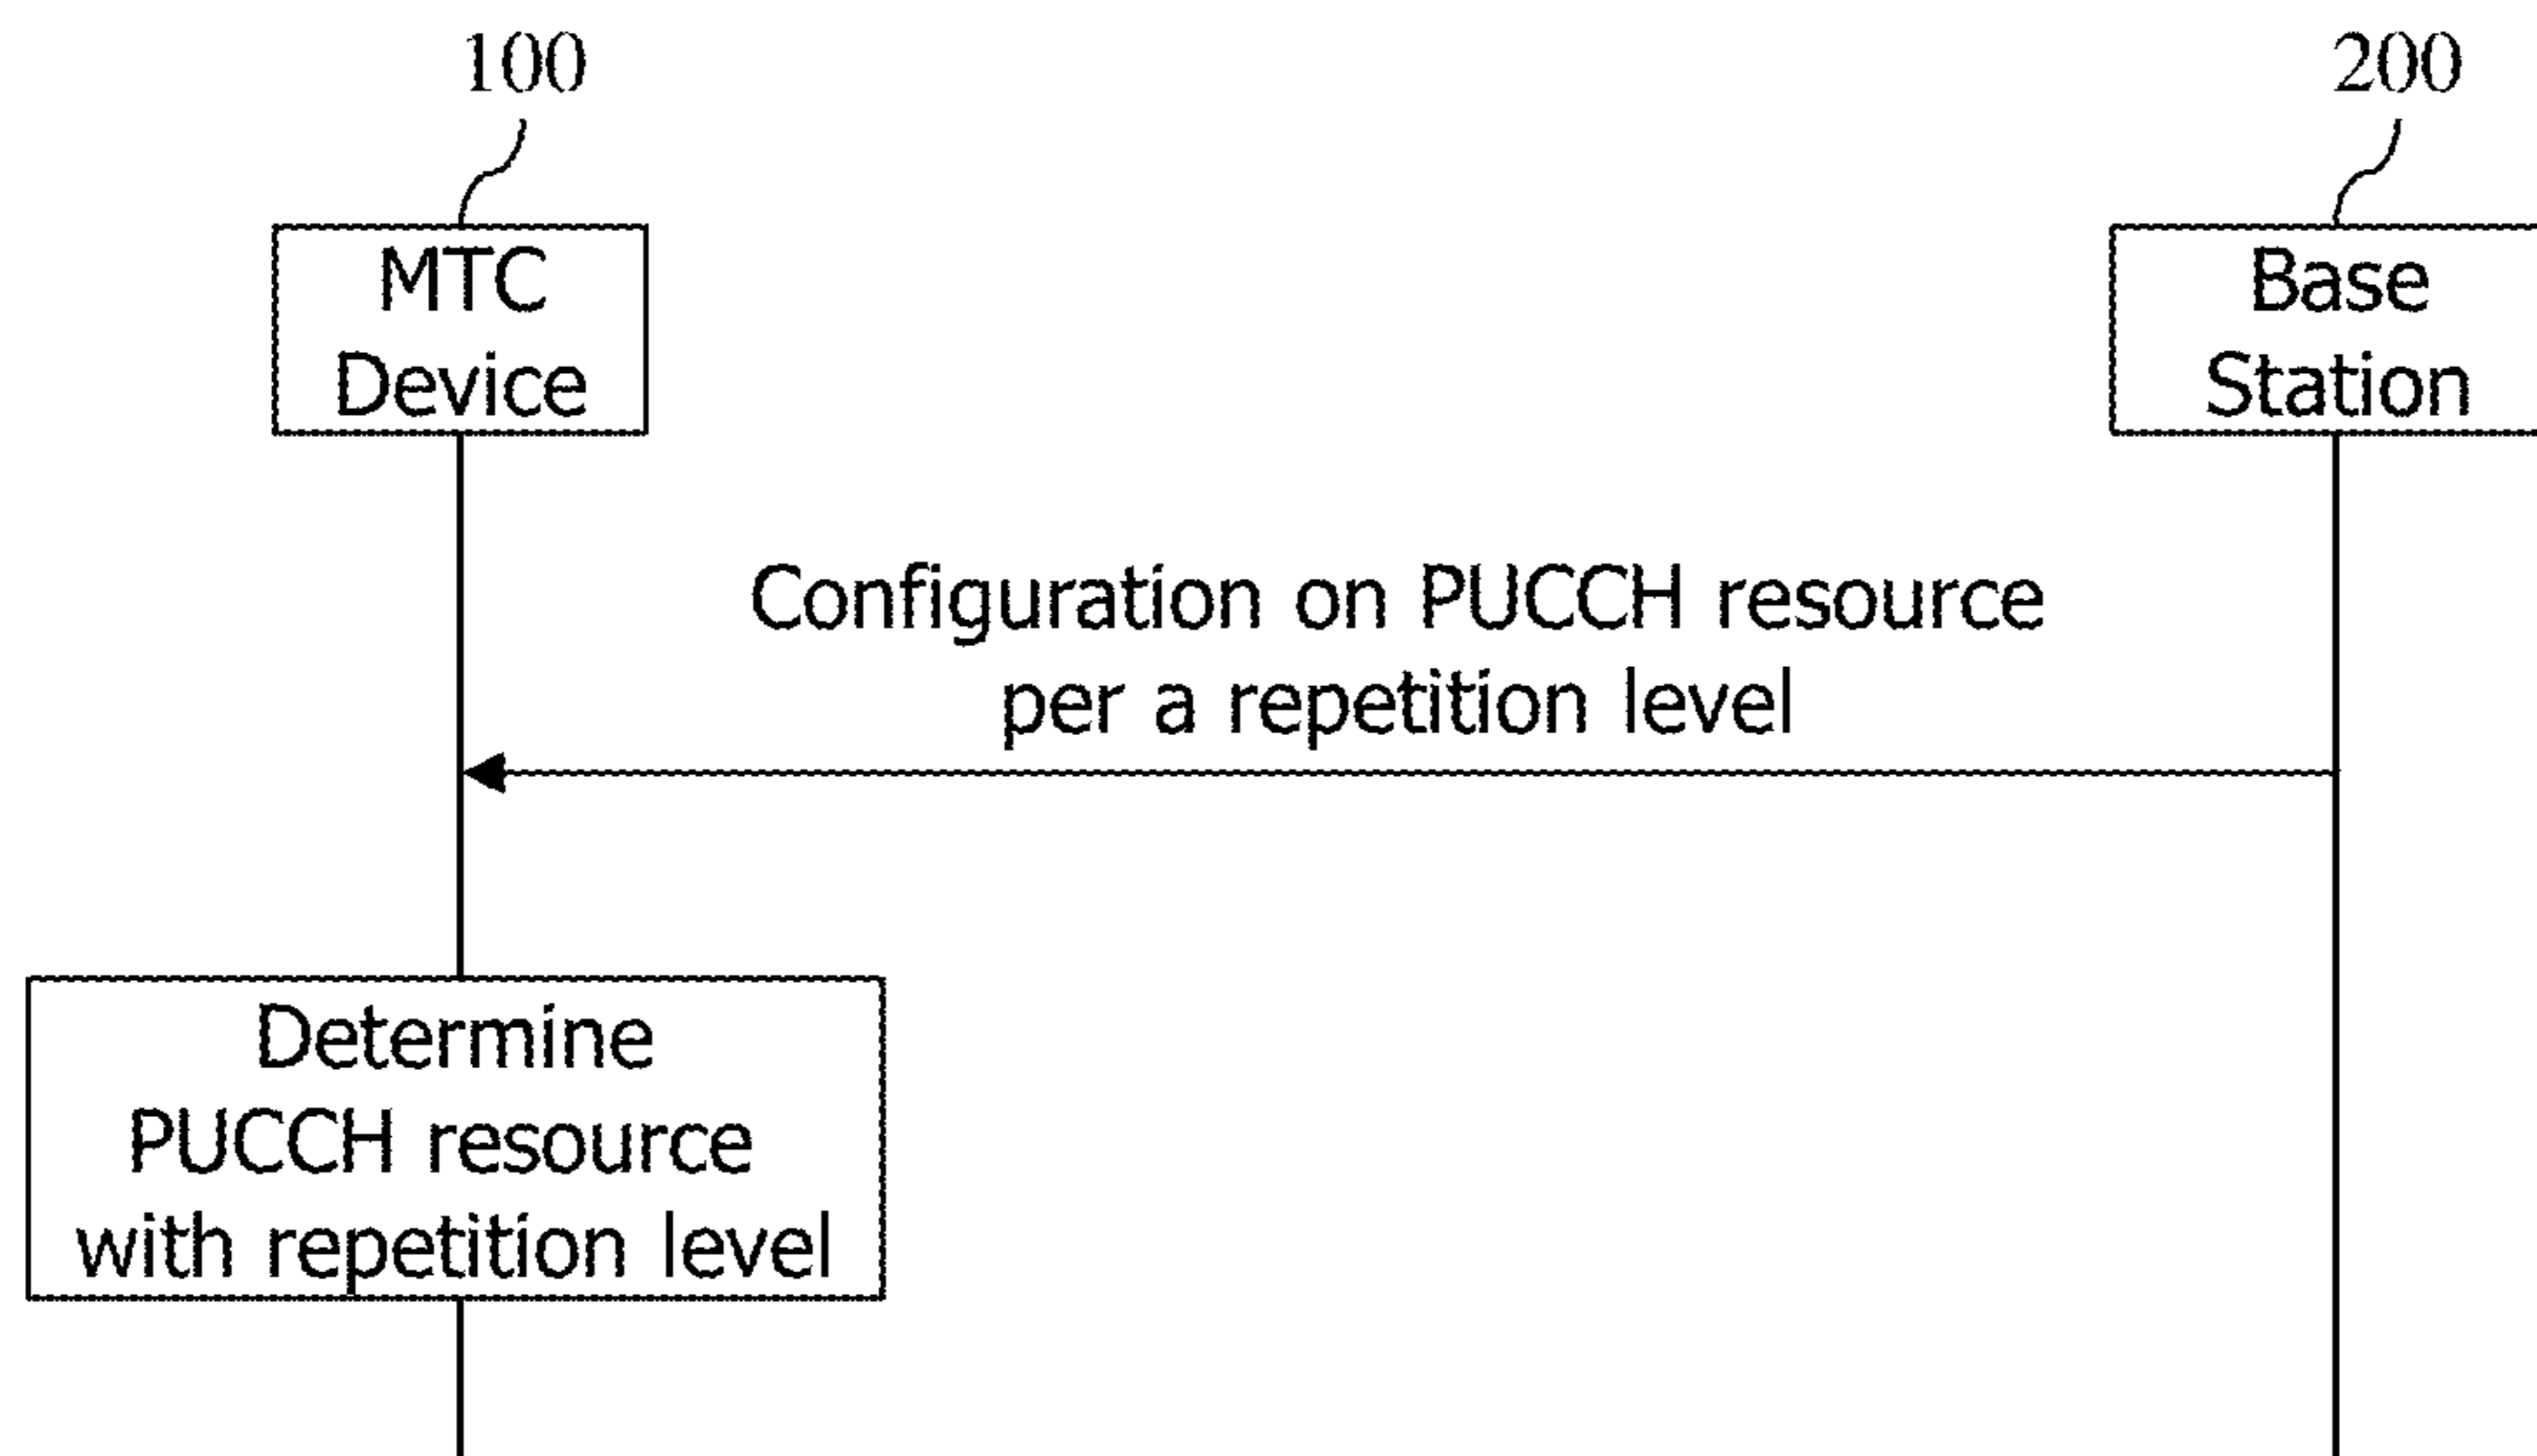 100
200
MTC
Device
Base
Station
Configuration on PUCCH resource
per a repetition level
Determine
PUCCH resource
with repetition level